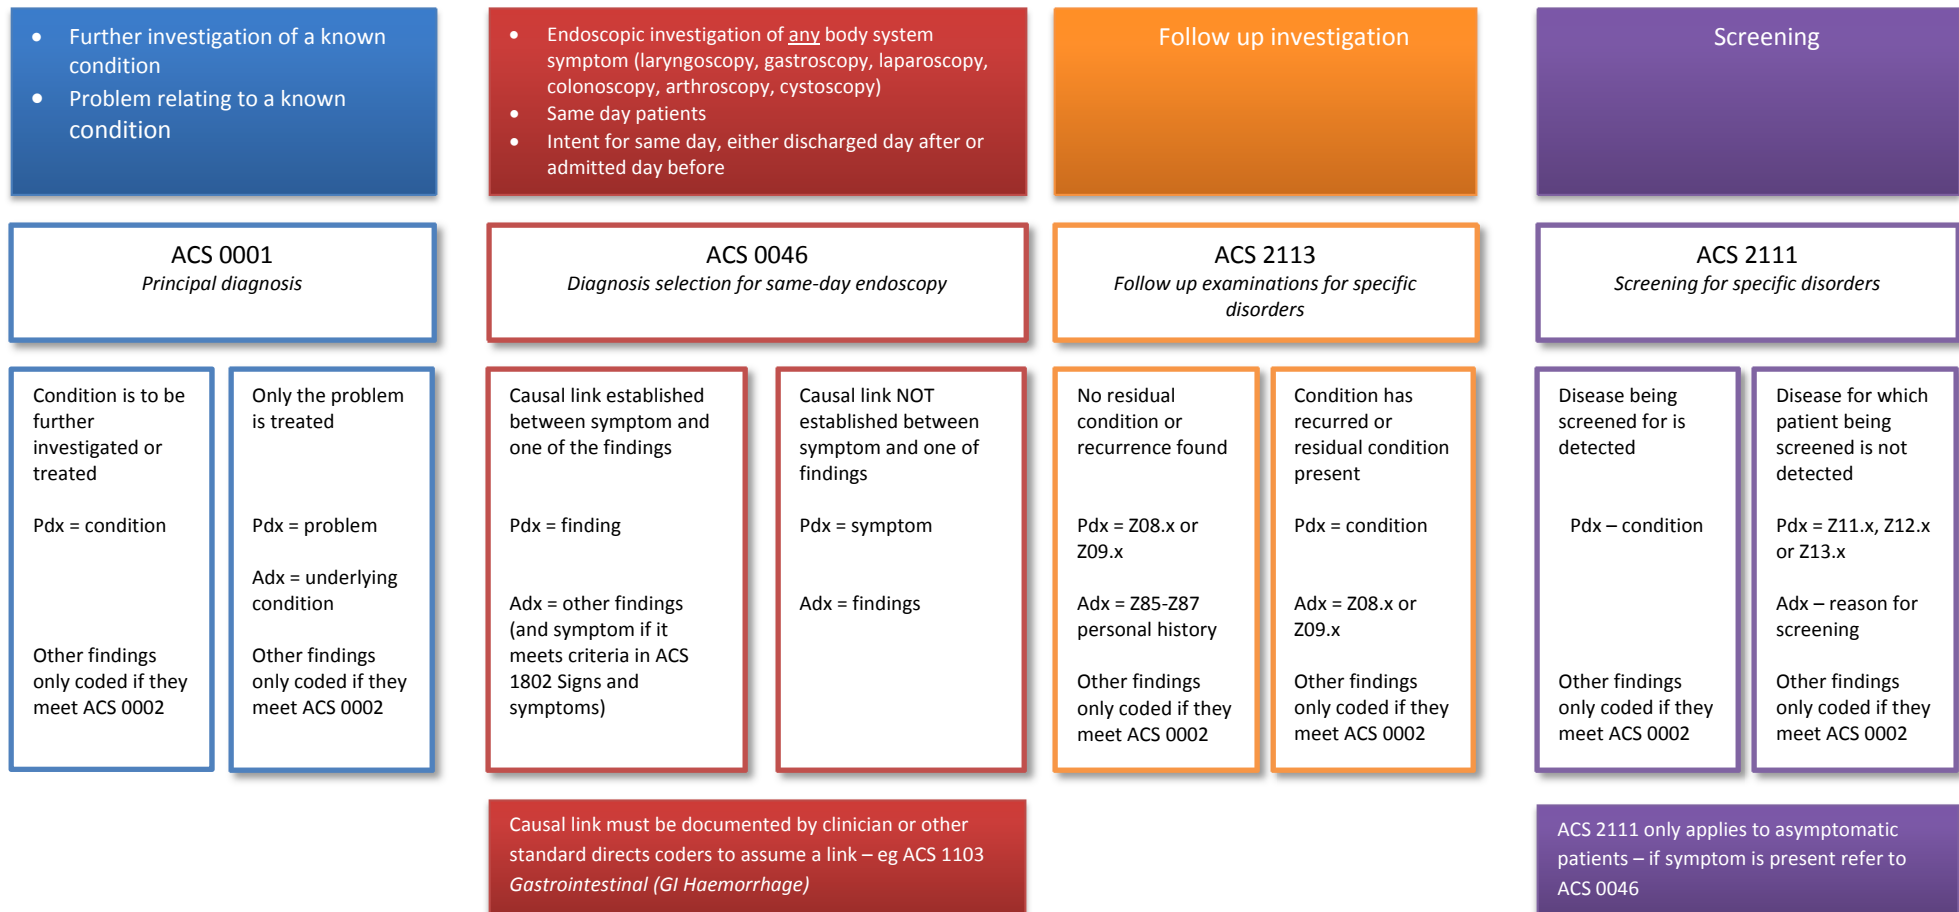 • Further investigation of a known
condition
• Problem relating to a known
condition
• Endoscopic investigation of any body system
symptom (laryngoscopy, gastroscopy, laparoscopy,
colonoscopy, arthroscopy, cystoscopy)
• Same day patients
• Intent for same day, either discharged day after or
admitted day before
Follow up investigation
Screening
ACS 0001
Principal diagnosis
ACS 0046
Diagnosis selection for same-day endoscopy
ACS 2113
Follow up examinations for specific
disorders
ACS 2111
Screening for specific disorders
Condition is to be
further
investigated or
treated
Pdx = condition
Other findings
only coded if they
meet ACS 0002
Only the problem
is treated
Pdx = problem
Adx = underlying
condition
Other findings
only coded if they
meet ACS 0002
Causal link established
between symptom and
one of the findings
Pdx = finding
Adx = other findings
(and symptom if it
meets criteria in ACS
1802 Signs and
symptoms)
Causal link NOT
established between
symptom and one of
findings
Pdx = symptom
Adx = findings
No residual
condition or
recurrence found
Pdx = Z08.x or
Z09.x
Adx = Z85-Z87
personal history
Other findings
only coded if they
meet ACS 0002
Condition has
recurred or
residual condition
present
Pdx = condition
Adx = Z08.x or
Z09.x
Other findings
only coded if they
meet ACS 0002
Disease being
screened for is
detected
Pdx – condition
Other findings
only coded if they
meet ACS 0002
Disease for which
patient being
screened is not
detected
Pdx = Z11.x, Z12.x
or Z13.x
Adx – reason for
screening
Other findings
only coded if they
meet ACS 0002
Causal link must be documented by clinician or other
standard directs coders to assume a link – eg ACS 1103
Gastrointestinal (GI Haemorrhage)
ACS 2111 only applies to asymptomatic
patients – if symptom is present refer to
ACS 0046